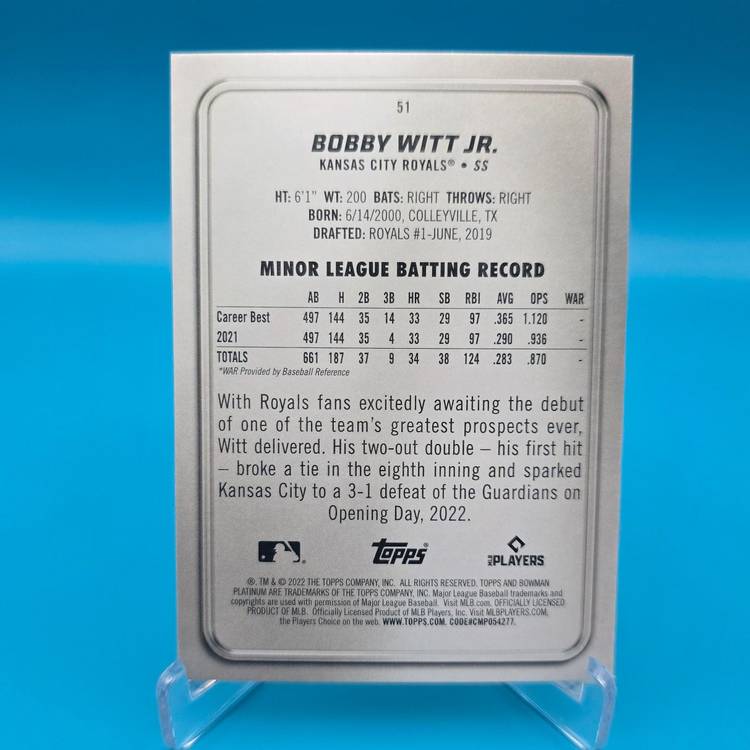 51
BOBBY WITT JR.
KANSAS CITY ROYALS® • SS
HT: 6'1" WT: 200 BATS: RIGHT THROWS: RIGHT
BORN: 6/14/2000, COLLEYVILLE, TX
DRAFTED: ROYALS #1-JUNE, 2019
MINOR LEAGUE BATTING RECORD
AB H 2B 3B HR SB RBI AVG OPS WAR
Career Best 497 144 35 14 33 29 97 .365 1.120 -
2021 497 144 35 4 33 29 97 .290 .936 -
TOTALS 661 187 37 9 34 38 124 .283 .870 -
*WAR Provided by Baseball Reference
With Royals fans excitedly awaiting the debut
of one of the team's greatest prospects ever,
Witt delivered. His two-out double – his first hit
– broke a tie in the eighth inning and sparked
Kansas City to a 3-1 defeat of the Guardians on
Opening Day, 2022.
topps®
MLB PLAYERS
®, TM & © 2022 THE TOPPS COMPANY, INC. ALL RIGHTS RESERVED. TOPPS AND BOWMAN
PLATINUM ARE TRADEMARKS OF THE TOPPS COMPANY, INC. Major League Baseball trademarks and
copyrights are used with permission of Major League Baseball. Visit MLB.com. OFFICIALLY LICENSED
PRODUCT OF MLB. Officially Licensed Product of MLB Players, Inc. Visit MLBPLAYERS.COM,
the Players Choice on the web. WWW.TOPPS.COM. CODE#CMP054277.